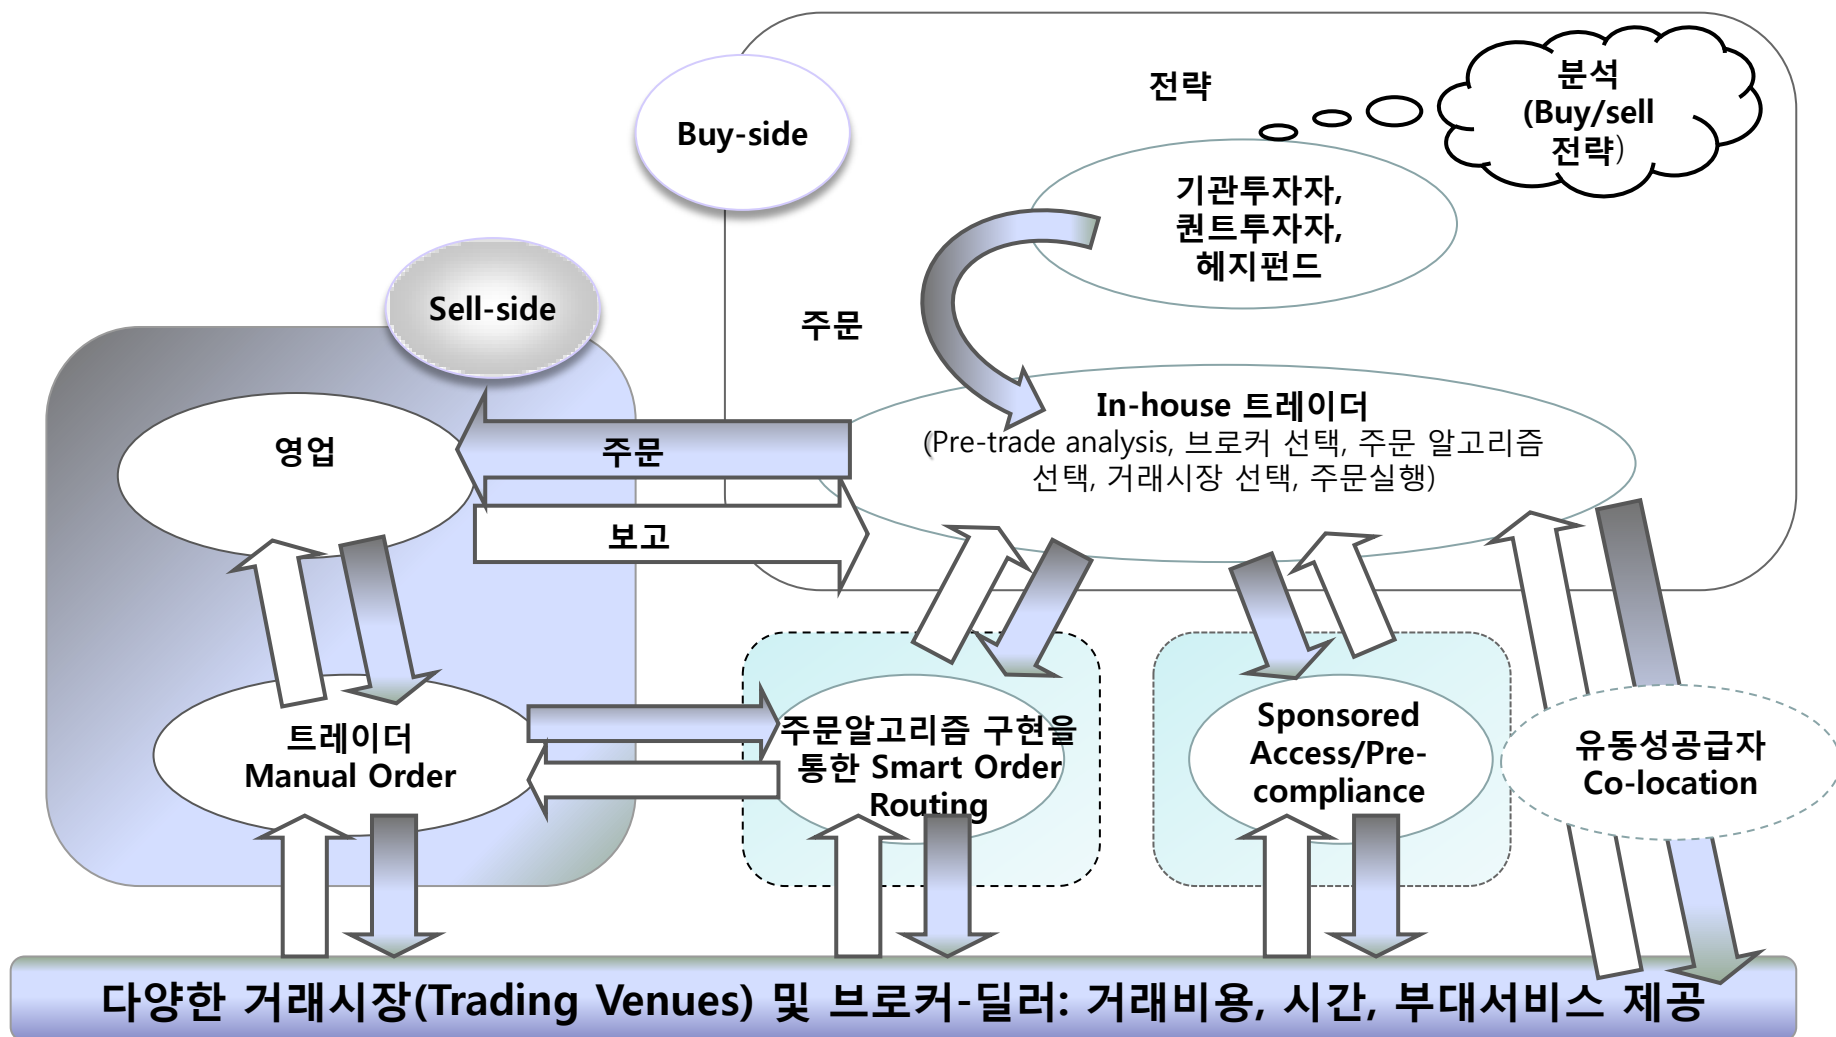 전략
분석
(Buy/sell
전략)
Buy-side
기관투자자,
퀀트투자자,
헤지펀드
Sell-side
주문
In-house 트레이더
(Pre-trade analysis, 브로커 선택, 주문 알고리즘
선택, 거래시장 선택, 주문실행)
영업
주문
보고
트레이더
Manual Order
주문알고리즘 구현을
통한 Smart Order
Routing
Sponsored
Access/Pre-
compliance
유동성공급자
Co-location
다양한 거래시장(Trading Venues) 및 브로커-딜러: 거래비용, 시간, 부대서비스 제공